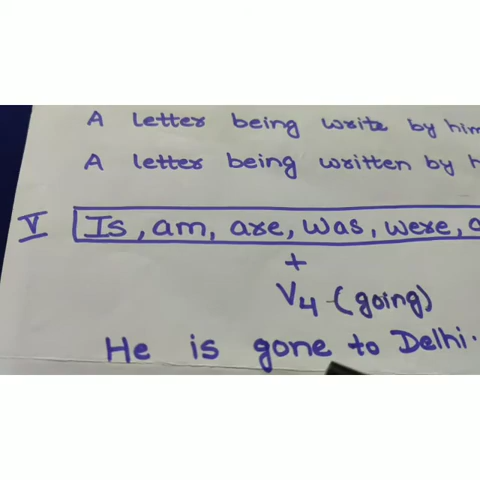 A letter being write by him
A letter being written by
V Is, am, are, was, were,
+
V4 (going)
He is gone to Delhi.